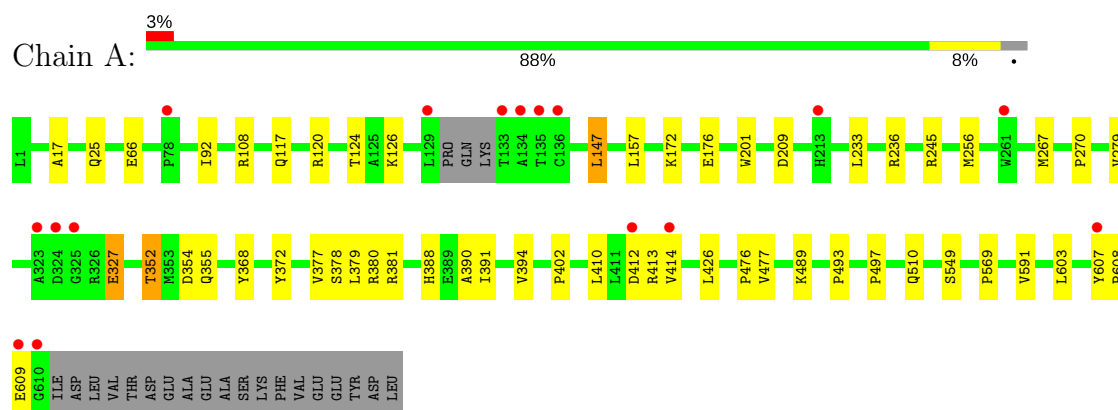 3%
Chain A:
88% 8% •
L1 A17 Q25 E66 P78 I92 R108 Q117 R120 T124 A125 K126 L129 PRO GLN LYS T133 A134 T135 C136 L147 L157 K172 E176 W201 D209 H213 L233 R236 R245 M256 W261 M267 P270
A323 D324 G325 R326 E327 T352 M353 D354 Q355 Y368 Y372 V377 S378 L379 R380 R381 H388 E389 A390 I391 V394 P402 L410 L411 D412 R413 V414 L426 P476 V477 K489 P493 P497 Q510 S549 P569 V591 L603 Y607
E609 G610 ILE ASP LEU VAL THR ASP GLU ALA GLU ALA SER LYS PHE VAL GLU GLU TYR ASP LEU